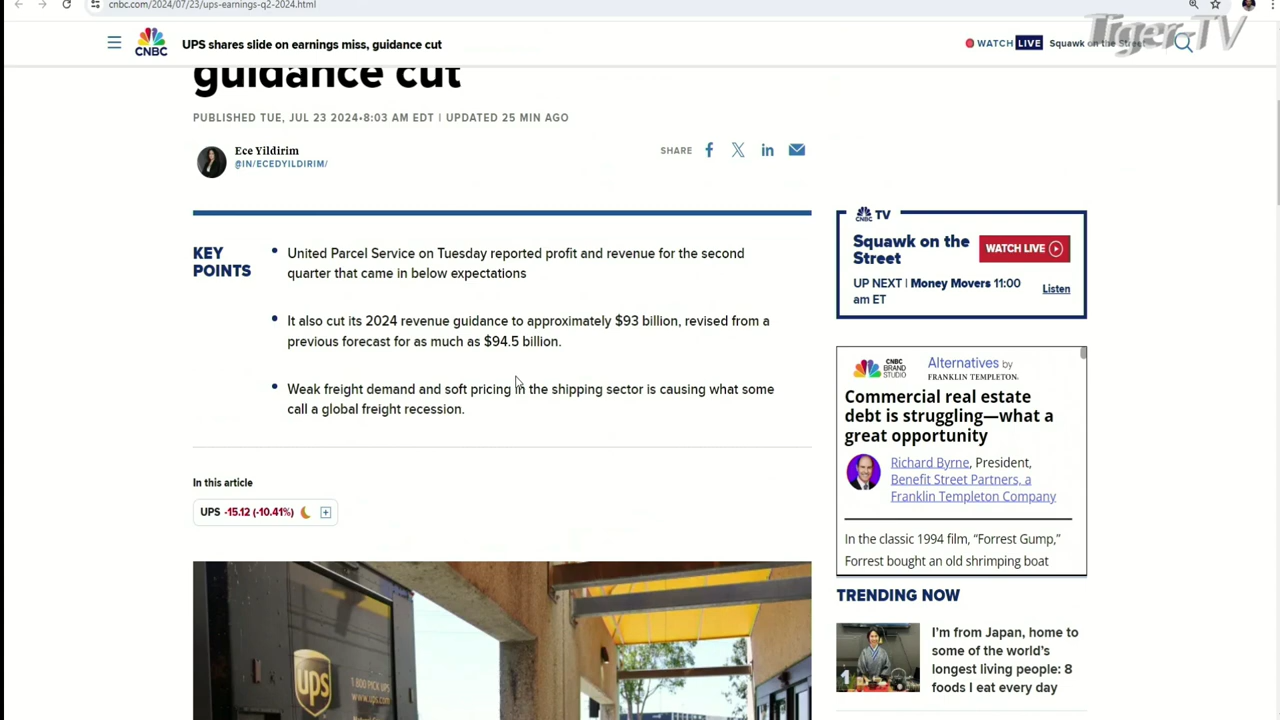 cnbc.com/2024/07/23/ups-earnings-q2-2024.html
Tiger-TV
CNBC
UPS shares slide on earnings miss, guidance cut
WATCH LIVE
Squawk on the Street
guidance cut
PUBLISHED TUE, JUL 23 2024•8:03 AM EDT | UPDATED 25 MIN AGO
Ece Yildirim
@IN/ECEDYILDIRIM/
SHARE
KEY
POINTS
• United Parcel Service on Tuesday reported profit and revenue for the second
quarter that came in below expectations
• It also cut its 2024 revenue guidance to approximately $93 billion, revised from a
previous forecast for as much as $94.5 billion.
• Weak freight demand and soft pricing in the shipping sector is causing what some
call a global freight recession.
In this article
UPS -15.12 (-10.41%)
ups
1 800 PICK UPS
www.ups.com
CNBC TV
Squawk on the
Street
WATCH LIVE
UP NEXT | Money Movers 11:00
am ET
Listen
CNBC
BRAND
STUDIO
Alternatives by
FRANKLIN TEMPLETON.
Commercial real estate
debt is struggling—what a
great opportunity
Richard Byrne, President,
Benefit Street Partners, a
Franklin Templeton Company
In the classic 1994 film, “Forrest Gump,”
Forrest bought an old shrimping boat
TRENDING NOW
1
I’m from Japan, home to
some of the world’s
longest living people: 8
foods I eat every day